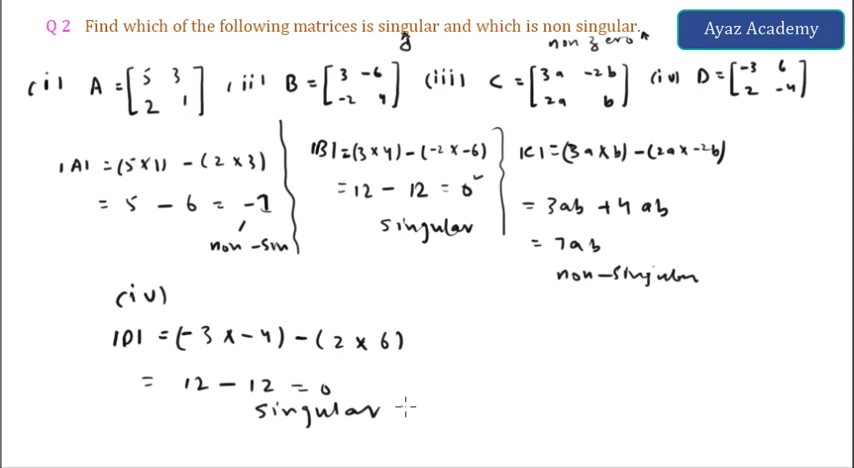 Q 2 Find which of the following matrices is singular and which is non singular.
Ayaz Academy
non zero
(i) A = [5 3
2 1] (ii) B = [3 -6
-2 4] (iii) C = [3a -2b
2a b] (iv) D = [-3 6
2 -4]
|A| = (5×1) - (2×3)
= 5 - 6 = -1
non-sin
|B| = (3×4) - (-2×-6)
= 12 - 12 = 0
singular
|C| = (3a×b) - (2a×-2b)
= 3ab + 4ab
= 7ab
non-singular
(iv)
|D| = (-3×-4) - (2×6)
= 12 - 12 = 0
singular